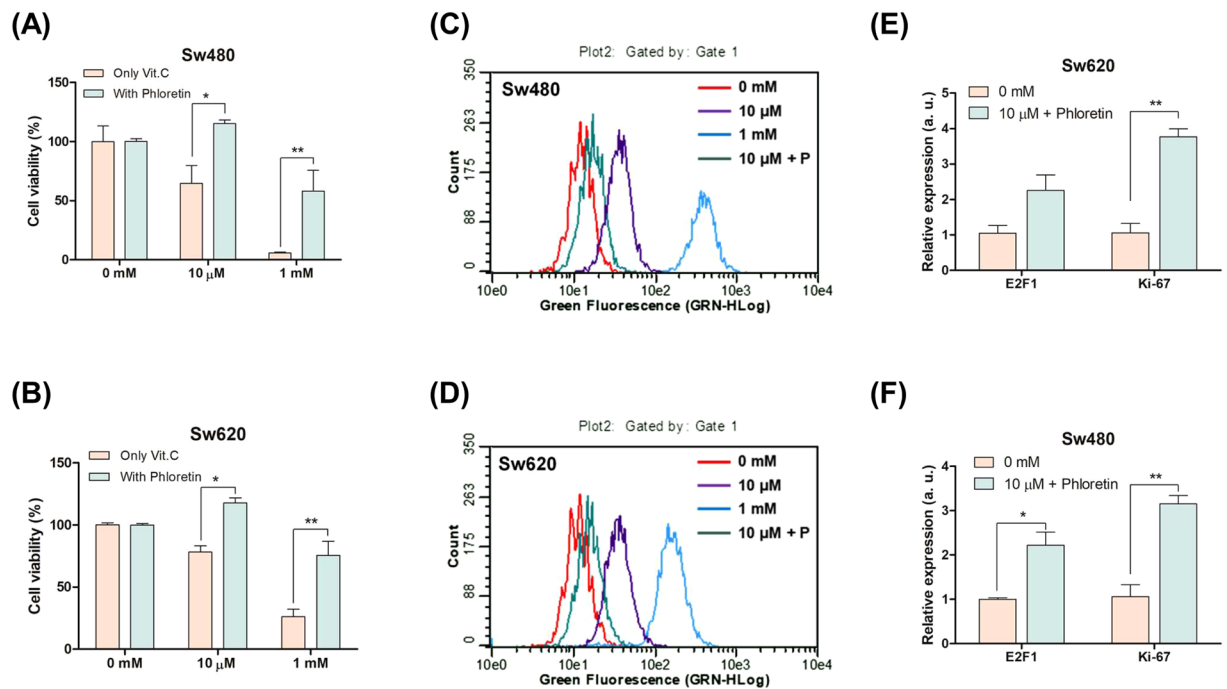 (A)
Sw480
Only Vit.C
With Phloretin
Cell viability (%)
150
100
50
0
*
**
0 mM
10 μM
1 mM
(B)
Sw620
Only Vit.C
With Phloretin
Cell viability (%)
150
100
50
0
*
**
0 mM
10 μM
1 mM
(C)
Plot2: Gated by: Gate 1
Sw480
0 mM
10 μM
1 mM
10 μM + P
Count
350
263
175
88
0
10e0 10e1 10e2 10e3 10e4
Green Fluorescence (GRN-HLog)
(D)
Plot2: Gated by: Gate 1
Sw620
0 mM
10 μM
1 mM
10 μM + P
Count
350
263
175
88
0
10e0 10e1 10e2 10e3 10e4
Green Fluorescence (GRN-HLog)
(E)
Sw620
0 mM
10 μM + Phloretin
Relative expression (a. u.)
5
4
3
2
1
0
**
E2F1
Ki-67
(F)
Sw480
0 mM
10 μM + Phloretin
Relative expression (a. u.)
4
3
2
1
0
*
**
E2F1
Ki-67